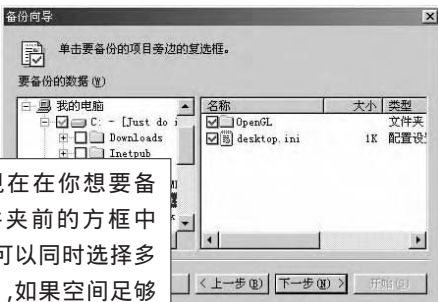 备份向导
单击要备份的项目旁边的复选框。
要备份的数据(W)
我的电脑
C: - [Just do i
Downloads
Inetpub
名称 大小 类型
OpenGL 文件夹
desktop.ini 1K 配置设
现在在你想要备
夹前的方框中
可以同时选择多
,如果空间足够
<上一步(B) 下一步(N)> 开始(S)